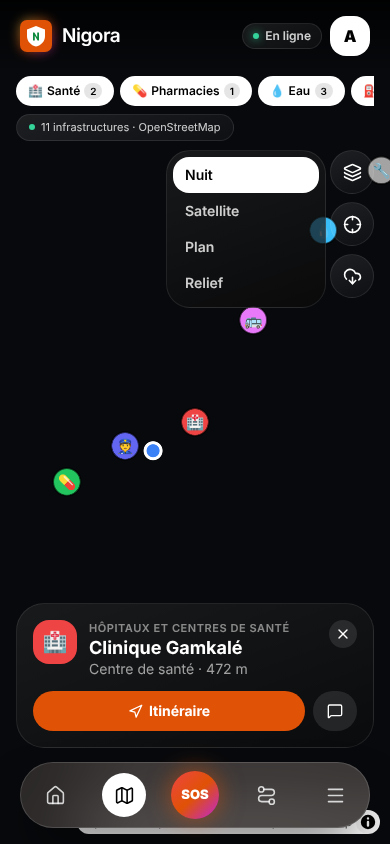 N
Nigora
En ligne
A
Santé 2
Pharmacies 1
Eau 3
11 infrastructures · OpenStreetMap
Nuit
Satellite
Plan
Relief
HÔPITAUX ET CENTRES DE SANTÉ
Clinique Gamkalé
Centre de santé · 472 m
Itinéraire
SOS